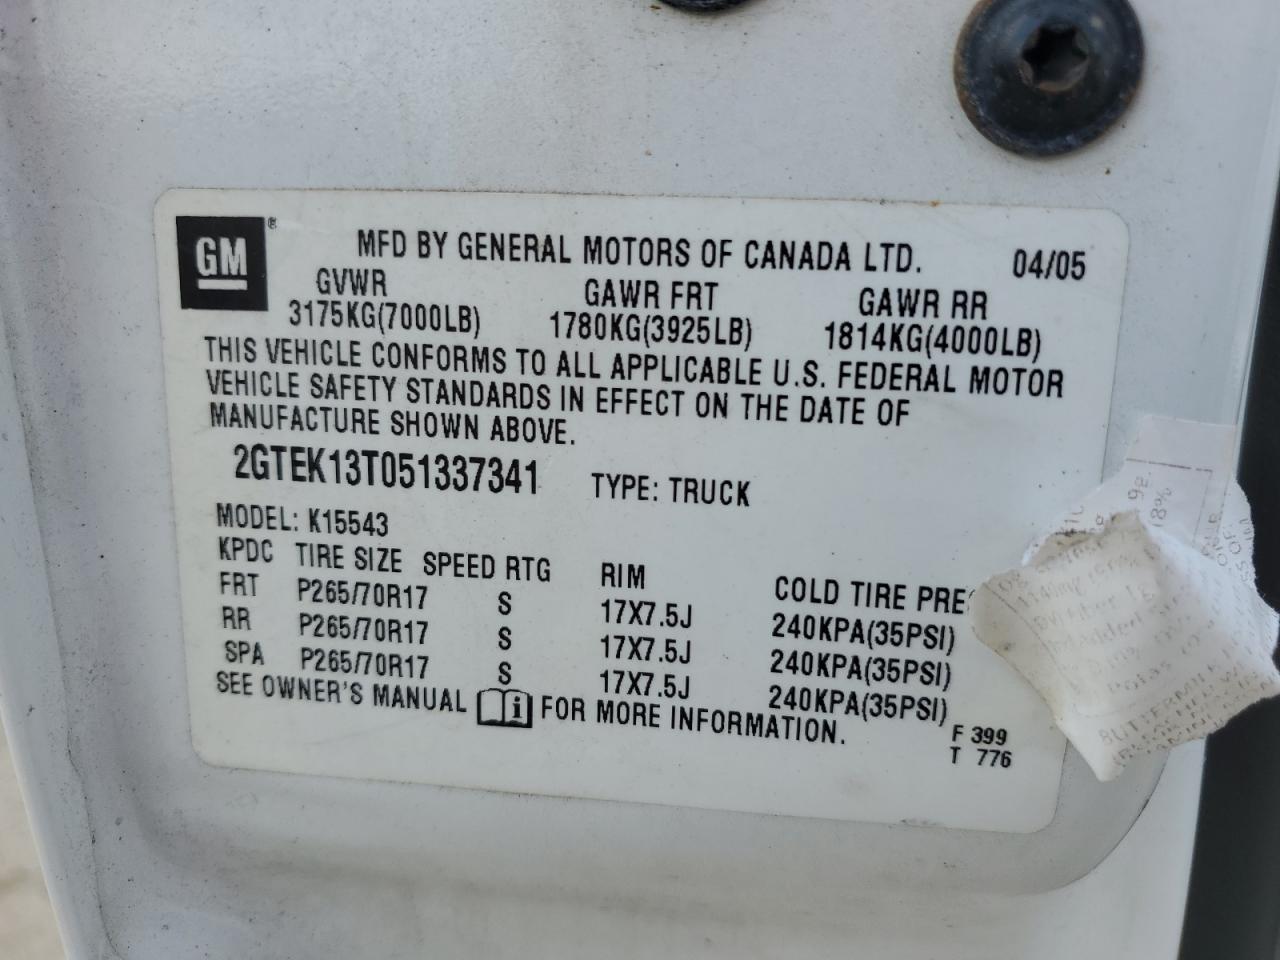 GM ®
MFD BY GENERAL MOTORS OF CANADA LTD. 04/05
GVWR GAWR FRT GAWR RR
3175KG(7000LB) 1780KG(3925LB) 1814KG(4000LB)
THIS VEHICLE CONFORMS TO ALL APPLICABLE U.S. FEDERAL MOTOR
VEHICLE SAFETY STANDARDS IN EFFECT ON THE DATE OF
MANUFACTURE SHOWN ABOVE.
2GTEK13T051337341 TYPE: TRUCK
MODEL: K15543
KPDC TIRE SIZE SPEED RTG RIM COLD TIRE PRE
FRT P265/70R17 S 17X7.5J 240KPA(35PSI)
RR P265/70R17 S 17X7.5J 240KPA(35PSI)
SPA P265/70R17 S 17X7.5J 240KPA(35PSI)
SEE OWNER'S MANUAL i FOR MORE INFORMATION.
F 399
T 776
18%